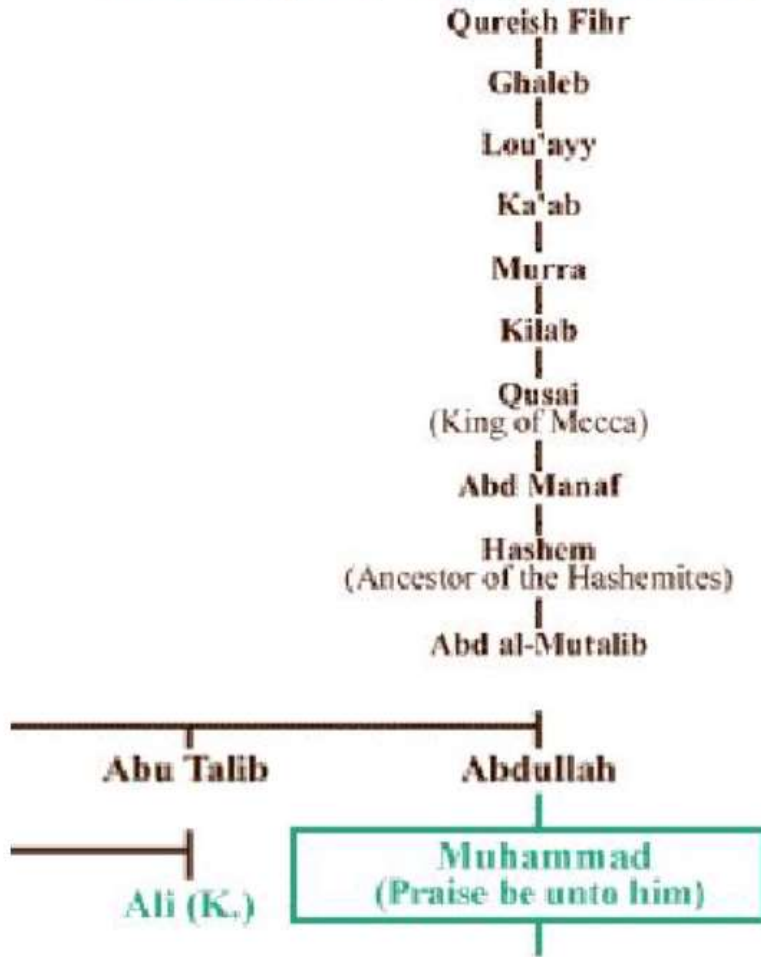 Qureish Fihr
Ghaleb
Lou'ayy
Ka'ab
Murra
Kilab
Qusai
(King of Mecca)
Abd Manaf
Hashem
(Ancestor of the Hashemites)
Abd al-Mutalib
Abu Talib Abdullah
Muhammad
(Praise be unto him)
Ali (K.)